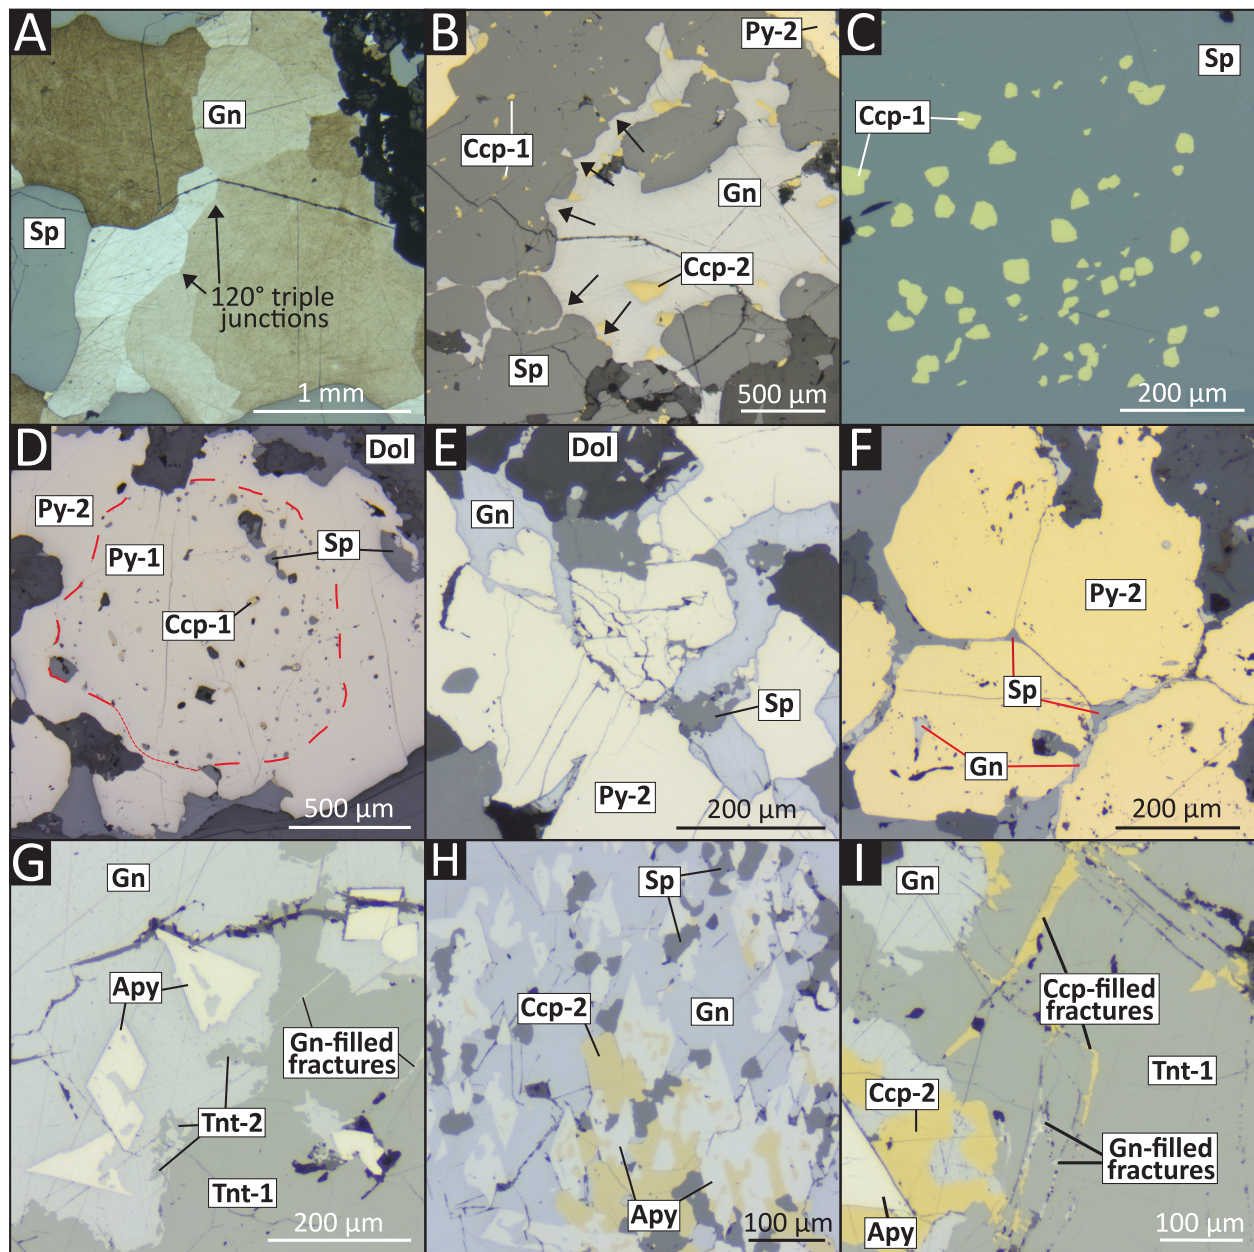 A
Gn
Sp
120° triple
junctions
1 mm
B
Py-2
Ccp-1
Gn
Ccp-2
Sp
500 µm
C
Sp
Ccp-1
200 µm
D
Dol
Py-2
Py-1
Sp
Ccp-1
500 µm
E
Dol
Gn
Sp
Py-2
200 µm
F
Py-2
Sp
Gn
200 µm
G
Gn
Apy
Gn-filled
fractures
Tnt-2
Tnt-1
200 µm
H
Sp
Ccp-2
Gn
Apy
100 µm
I
Gn
Ccp-filled
fractures
Tnt-1
Ccp-2
Gn-filled
fractures
Apy
100 µm